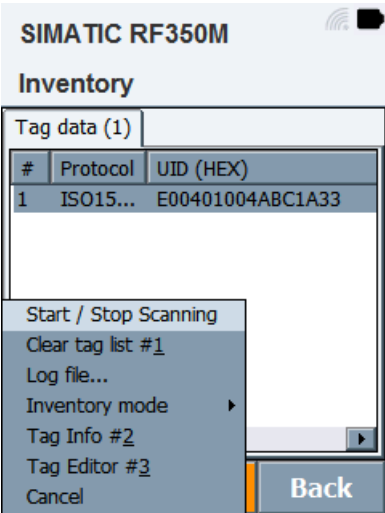 SIMATIC RF350M
Inventory
Tag data (1)
# Protocol UID (HEX)
1 ISO15... E00401004ABC1A33
Start / Stop Scanning
Clear tag list #1
Log file...
Inventory mode
Tag Info #2
Tag Editor #3
Cancel
Back